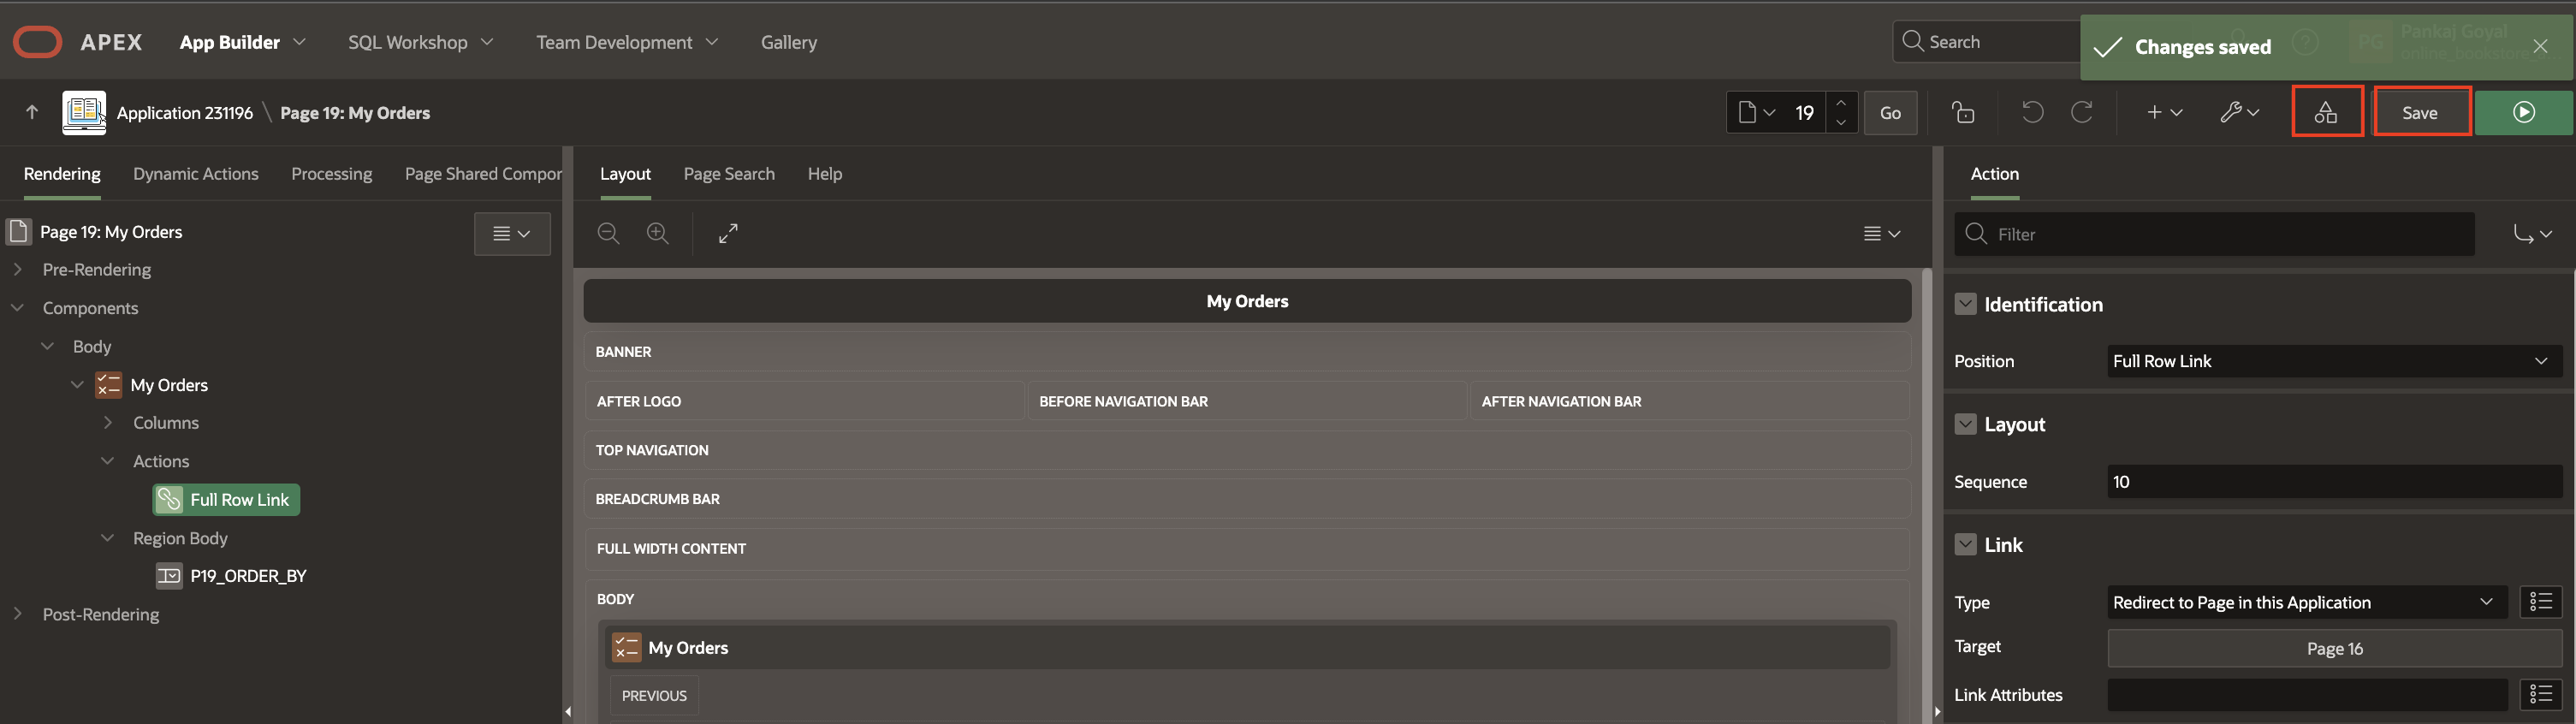 APEX App Builder SQL Workshop Team Development Gallery Search Changes saved PG Pankaj Goyal
Application 231196 \ Page 19: My Orders 19 Go Save
Rendering Dynamic Actions Processing Page Shared Compor
Layout Page Search Help
Action
Page 19: My Orders
Filter
Pre-Rendering
Components
Body
My Orders
Columns
Actions
Full Row Link
Region Body
P19_ORDER_BY
Post-Rendering
My Orders
BANNER
AFTER LOGO BEFORE NAVIGATION BAR AFTER NAVIGATION BAR
TOP NAVIGATION
BREADCRUMB BAR
FULL WIDTH CONTENT
BODY
My Orders
PREVIOUS
Identification
Position Full Row Link
Layout
Sequence 10
Link
Type Redirect to Page in this Application
Target Page 16
Link Attributes